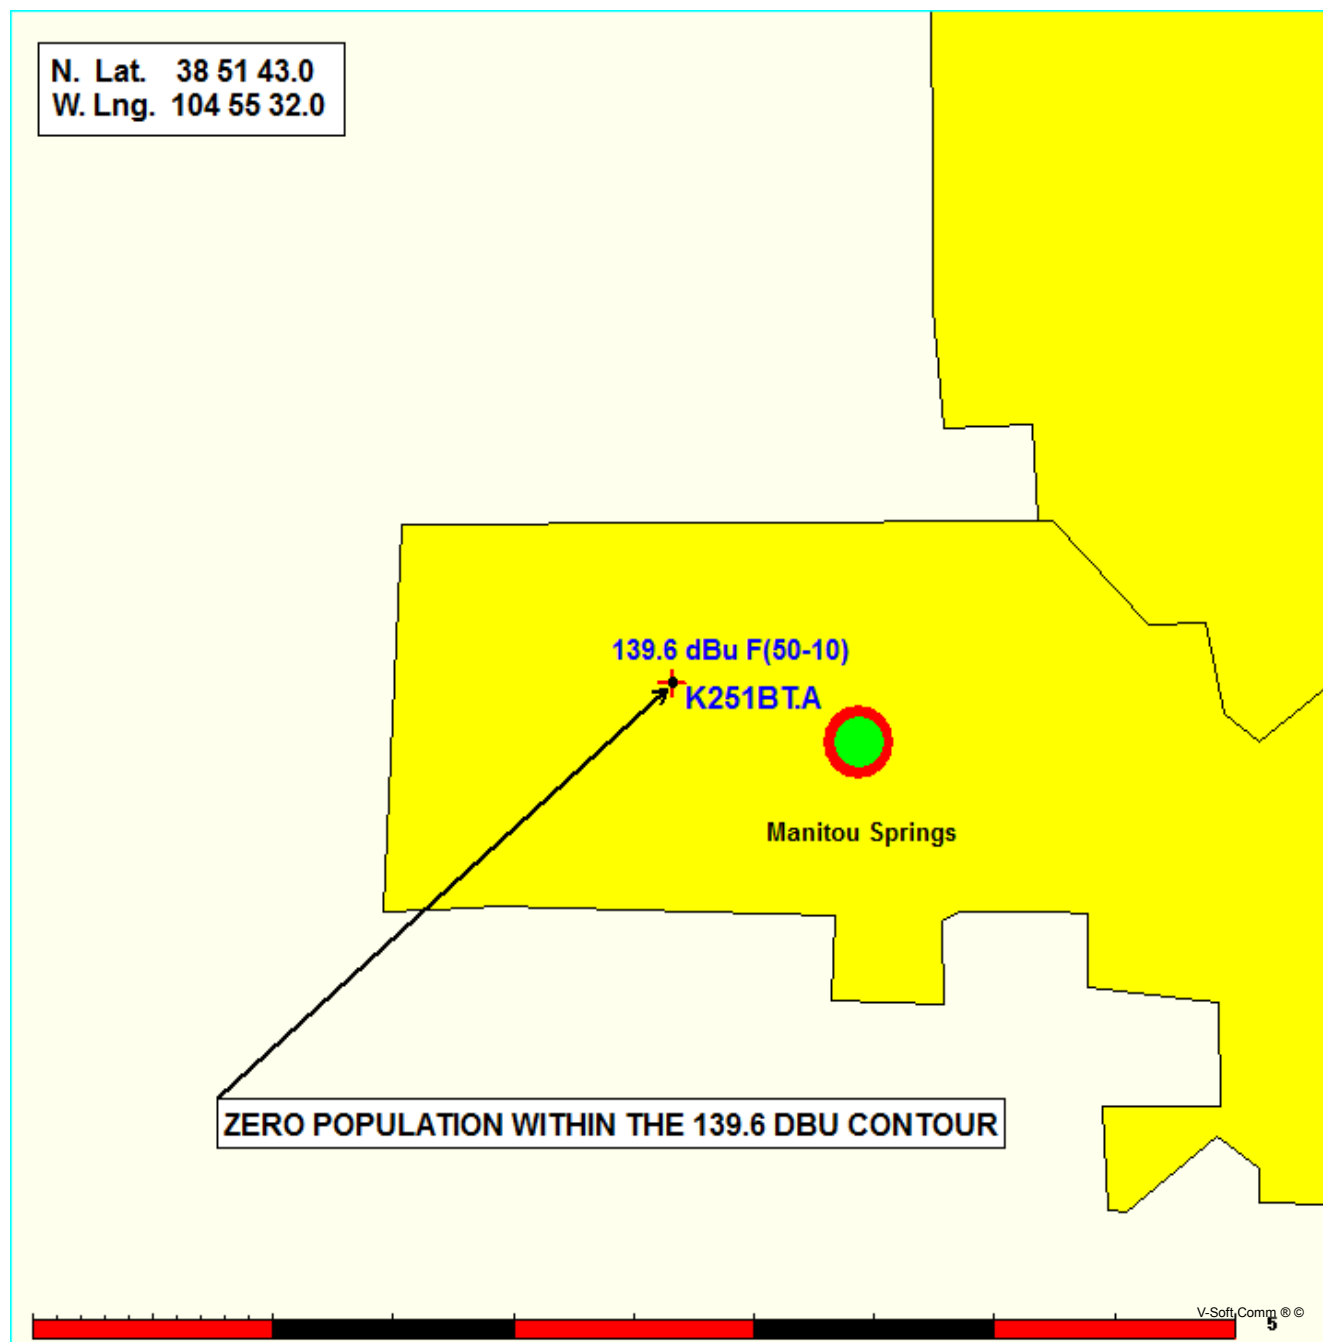 N. Lat. 38 51 43.0
W. Lng. 104 55 32.0
139.6 dBu F(50-10)
K251BT.A
Manitou Springs
ZERO POPULATION WITHIN THE 139.6 DBU CONTOUR
V-Soft Comm ® ©
5